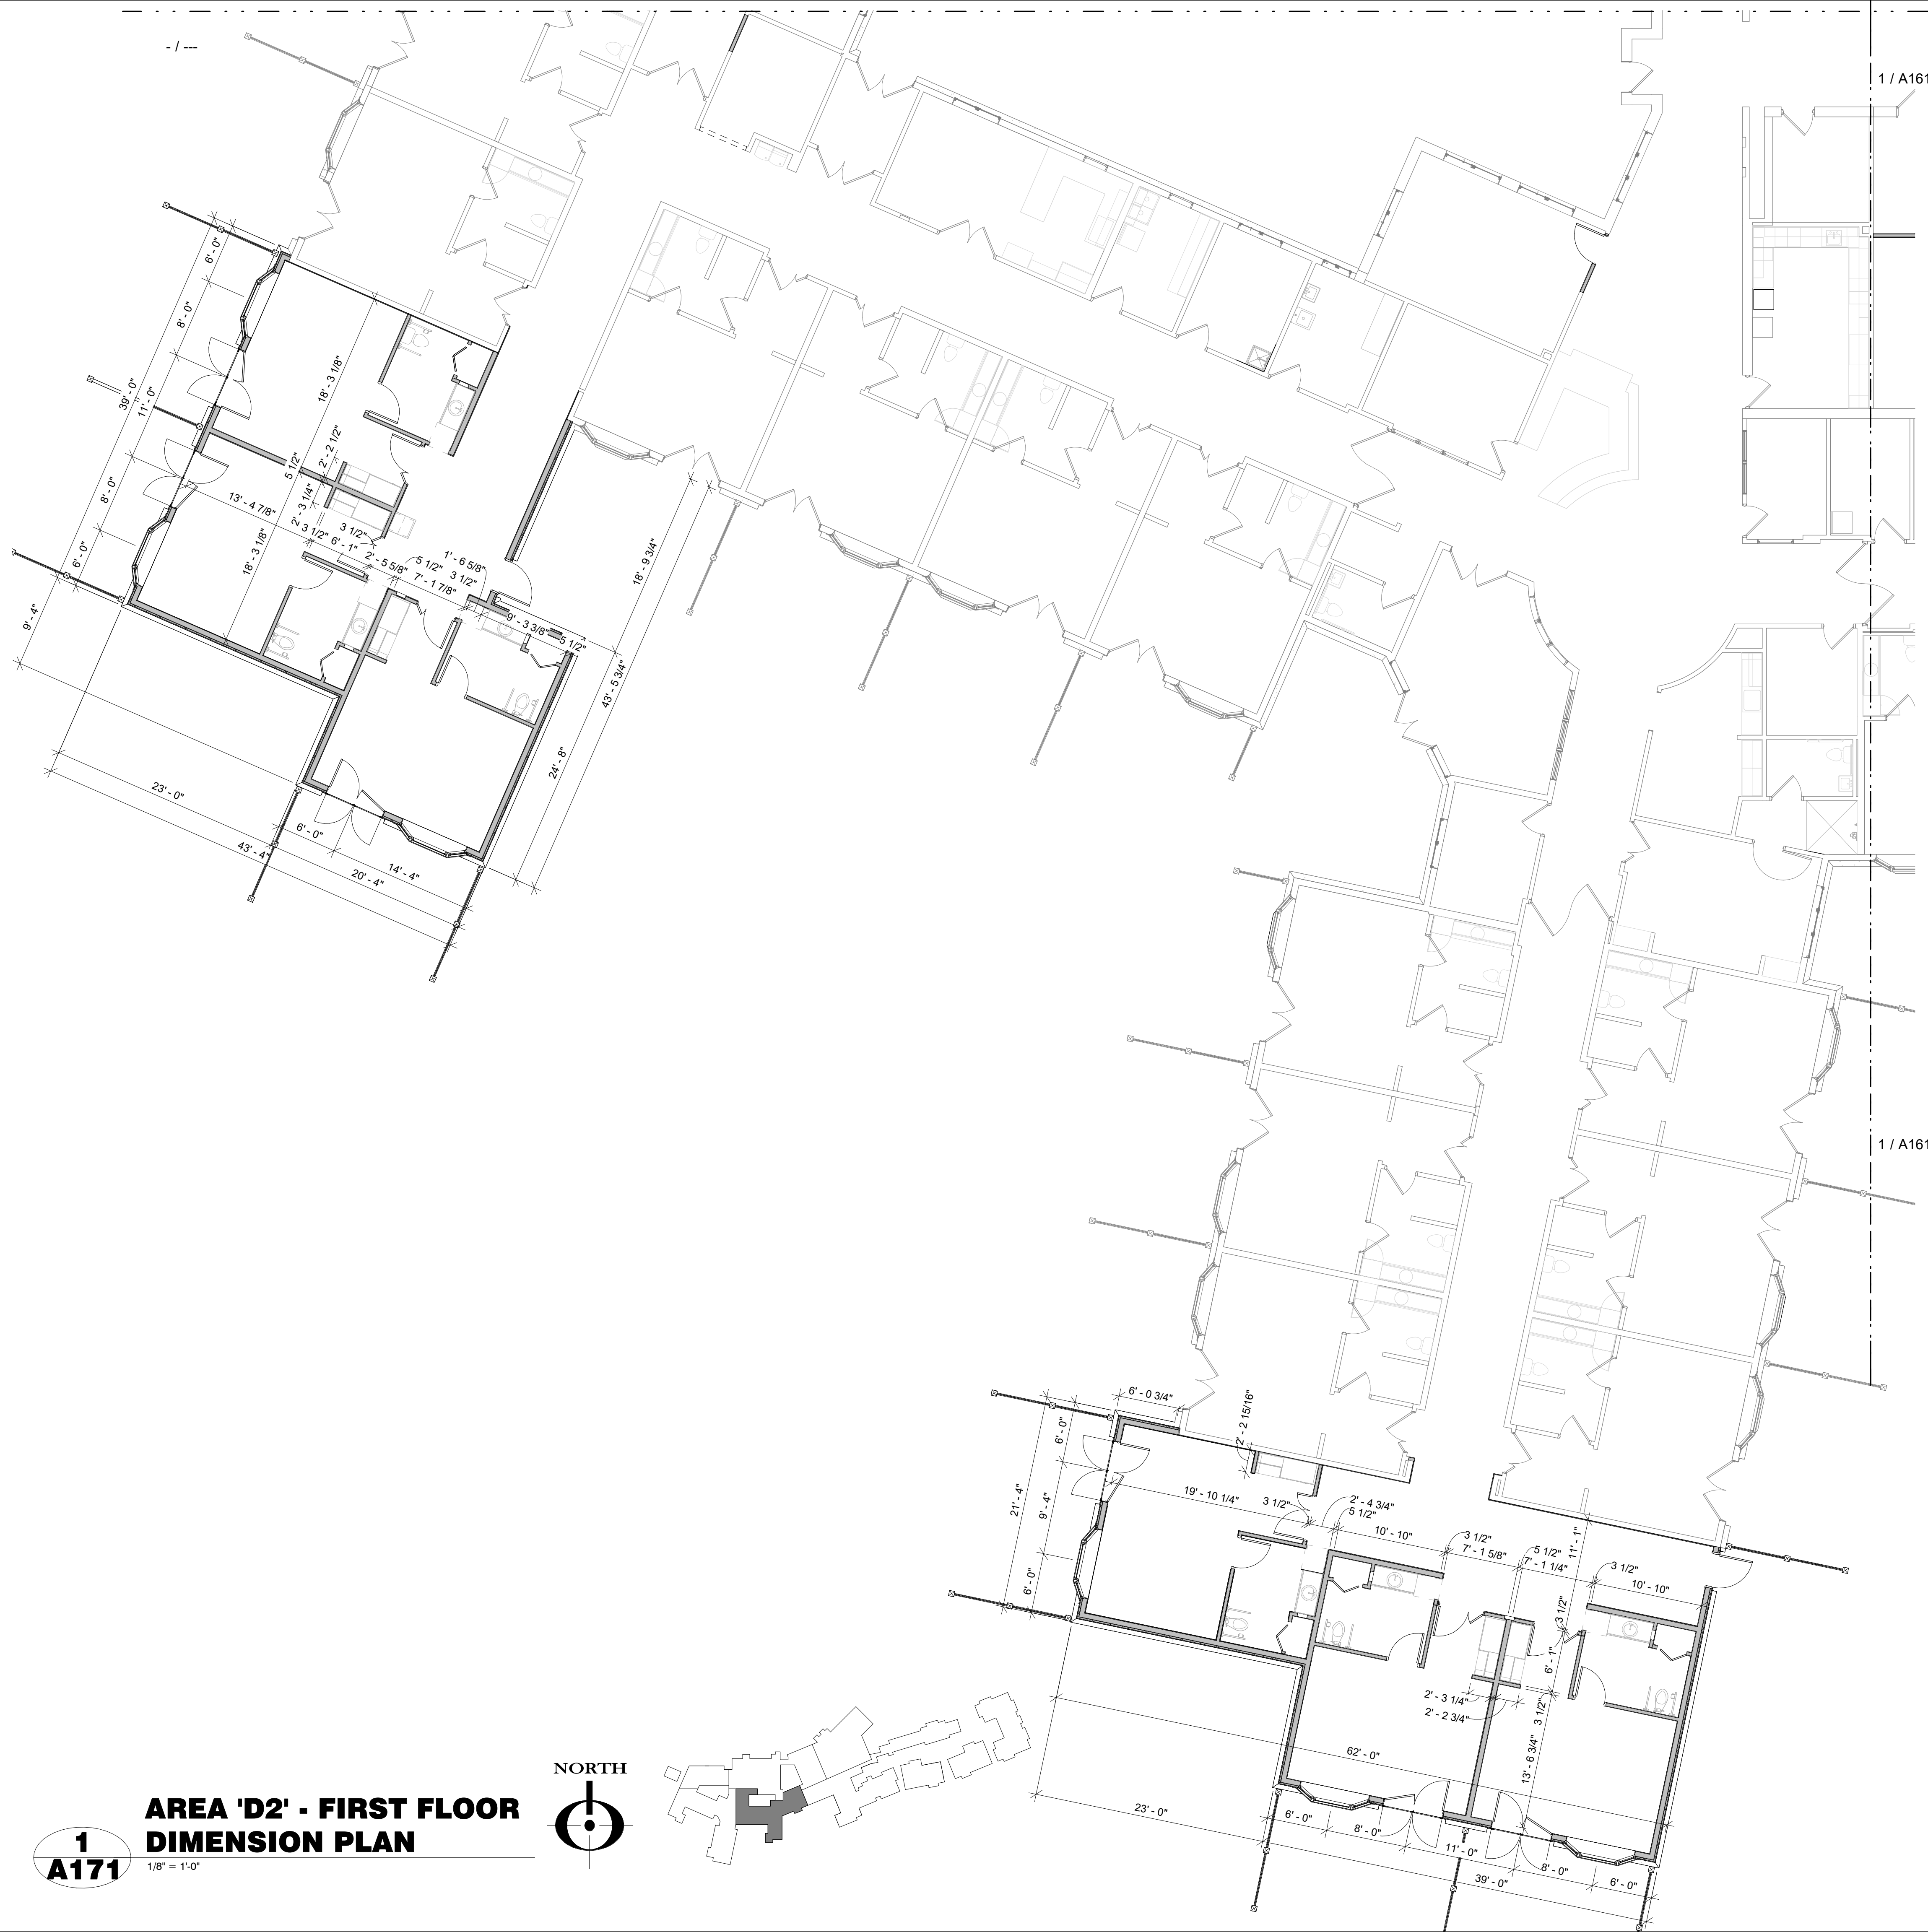 - / ---
1 / A161
6' - 0"
8' - 0"
39' - 0"
11' - 0"
18' - 3 1/8"
2' - 2 1/2"
5 1/2"
8' - 0"
13' - 4 7/8"
2' - 3 1/4"
3 1/2"
3 1/2"
6' - 1"
2' - 5 5/8"
5 1/2"
1' - 6 5/8"
3 1/2"
7' - 1 7/8"
18' - 9 3/4"
6' - 0"
18' - 3 1/8"
9' - 4"
9' - 3 3/8"
5 1/2"
43' - 5 3/4"
24' - 8"
23' - 0"
6' - 0"
43' - 4"
14' - 4"
20' - 4"
1 / A161
6' - 0 3/4"
6' - 0"
2' - 2 15/16"
21' - 4"
9' - 4"
19' - 10 1/4"
3 1/2"
2' - 4 3/4"
5 1/2"
10' - 10"
3 1/2"
7' - 1 5/8"
5 1/2"
7' - 1 1/4"
11' - 1"
3 1/2"
10' - 10"
6' - 0"
3 1/2"
6' - 1"
2' - 3 1/4"
2' - 2 3/4"
3 1/2"
13' - 6 3/4"
62' - 0"
23' - 0"
6' - 0"
8' - 0"
11' - 0"
8' - 0"
39' - 0"
6' - 0"
NORTH
1
A171
AREA 'D2' - FIRST FLOOR
DIMENSION PLAN
1/8" = 1'-0"